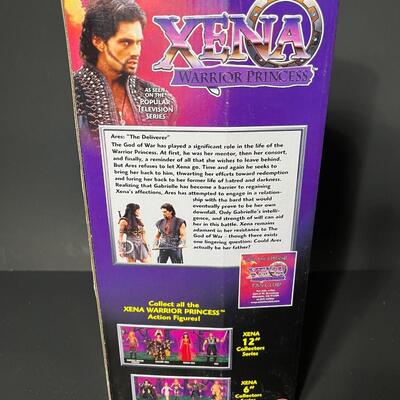 XENA
WARRIOR PRINCESS™
AS SEEN
ON THE
POPULAR
TELEVISION
SERIES
Ares: "The Deliverer"
The God of War has played a significant role in the life of the
Warrior Princess. At first, he was her mentor, then her consort,
and finally, a reminder of all that she wishes to leave behind.
But Ares refuses to let Xena go. Time and again he seeks to
bring her back to him, thwarting her efforts toward redemption
and luring her back to her former life of hatred and darkness.
Realizing that Gabrielle has become a barrier to regaining
Xena's affections, Ares has attempted to engage in a relation-
ship with the bard that would
eventually prove to be her own
downfall. Only Gabrielle's intelli-
gence, and strength of will can aid
her in this battle. Xena remains
adamant in her resistance to The
God of War – though there exists
one lingering question: Could Ares
actually be her father?
XENA
FAN CLUB
Collect all the
XENA WARRIOR PRINCESS™
Action Figures!
XENA
12"
Collectors
Series
XENA
6"
Collectors